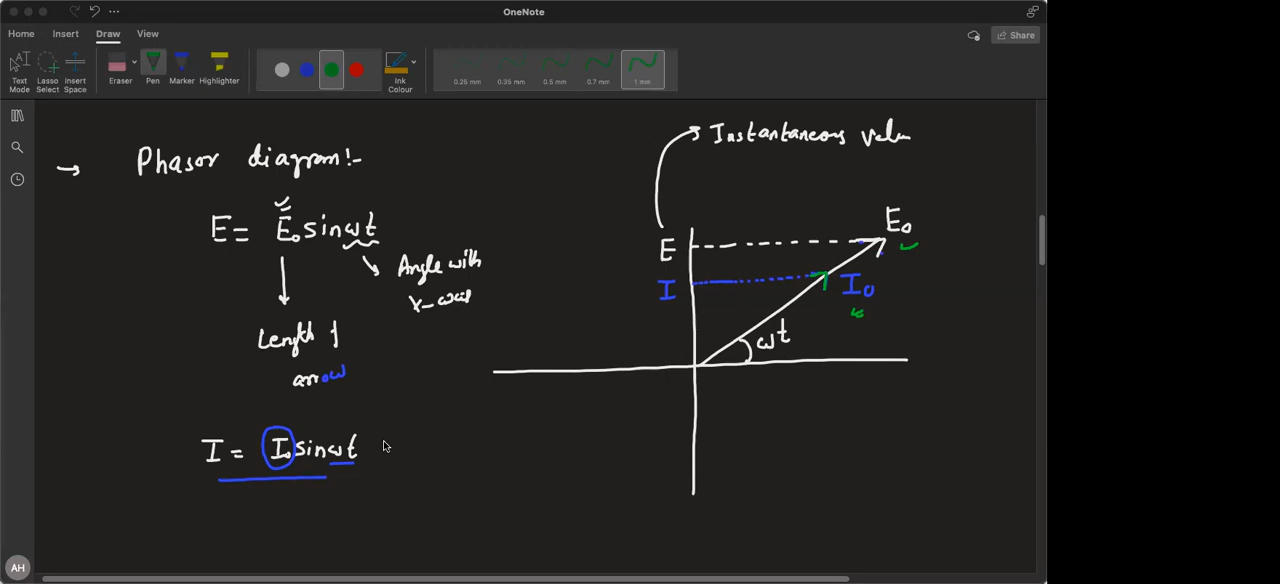 OneNote
Home Insert Draw View
Share
Text Mode
Lasso Select
Insert Space
Eraser
Pen
Marker
Highlighter
Ink Colour
0.25 mm
0.35 mm
0.5 mm
0.7 mm
1 mm
→ Phasor diagram:-
E = E₀ sinωt
Angle with
x-axis
Length of
arrow
I = I₀ sinωt
Instantaneous value
E
E₀
I
I₀
ωt
AH